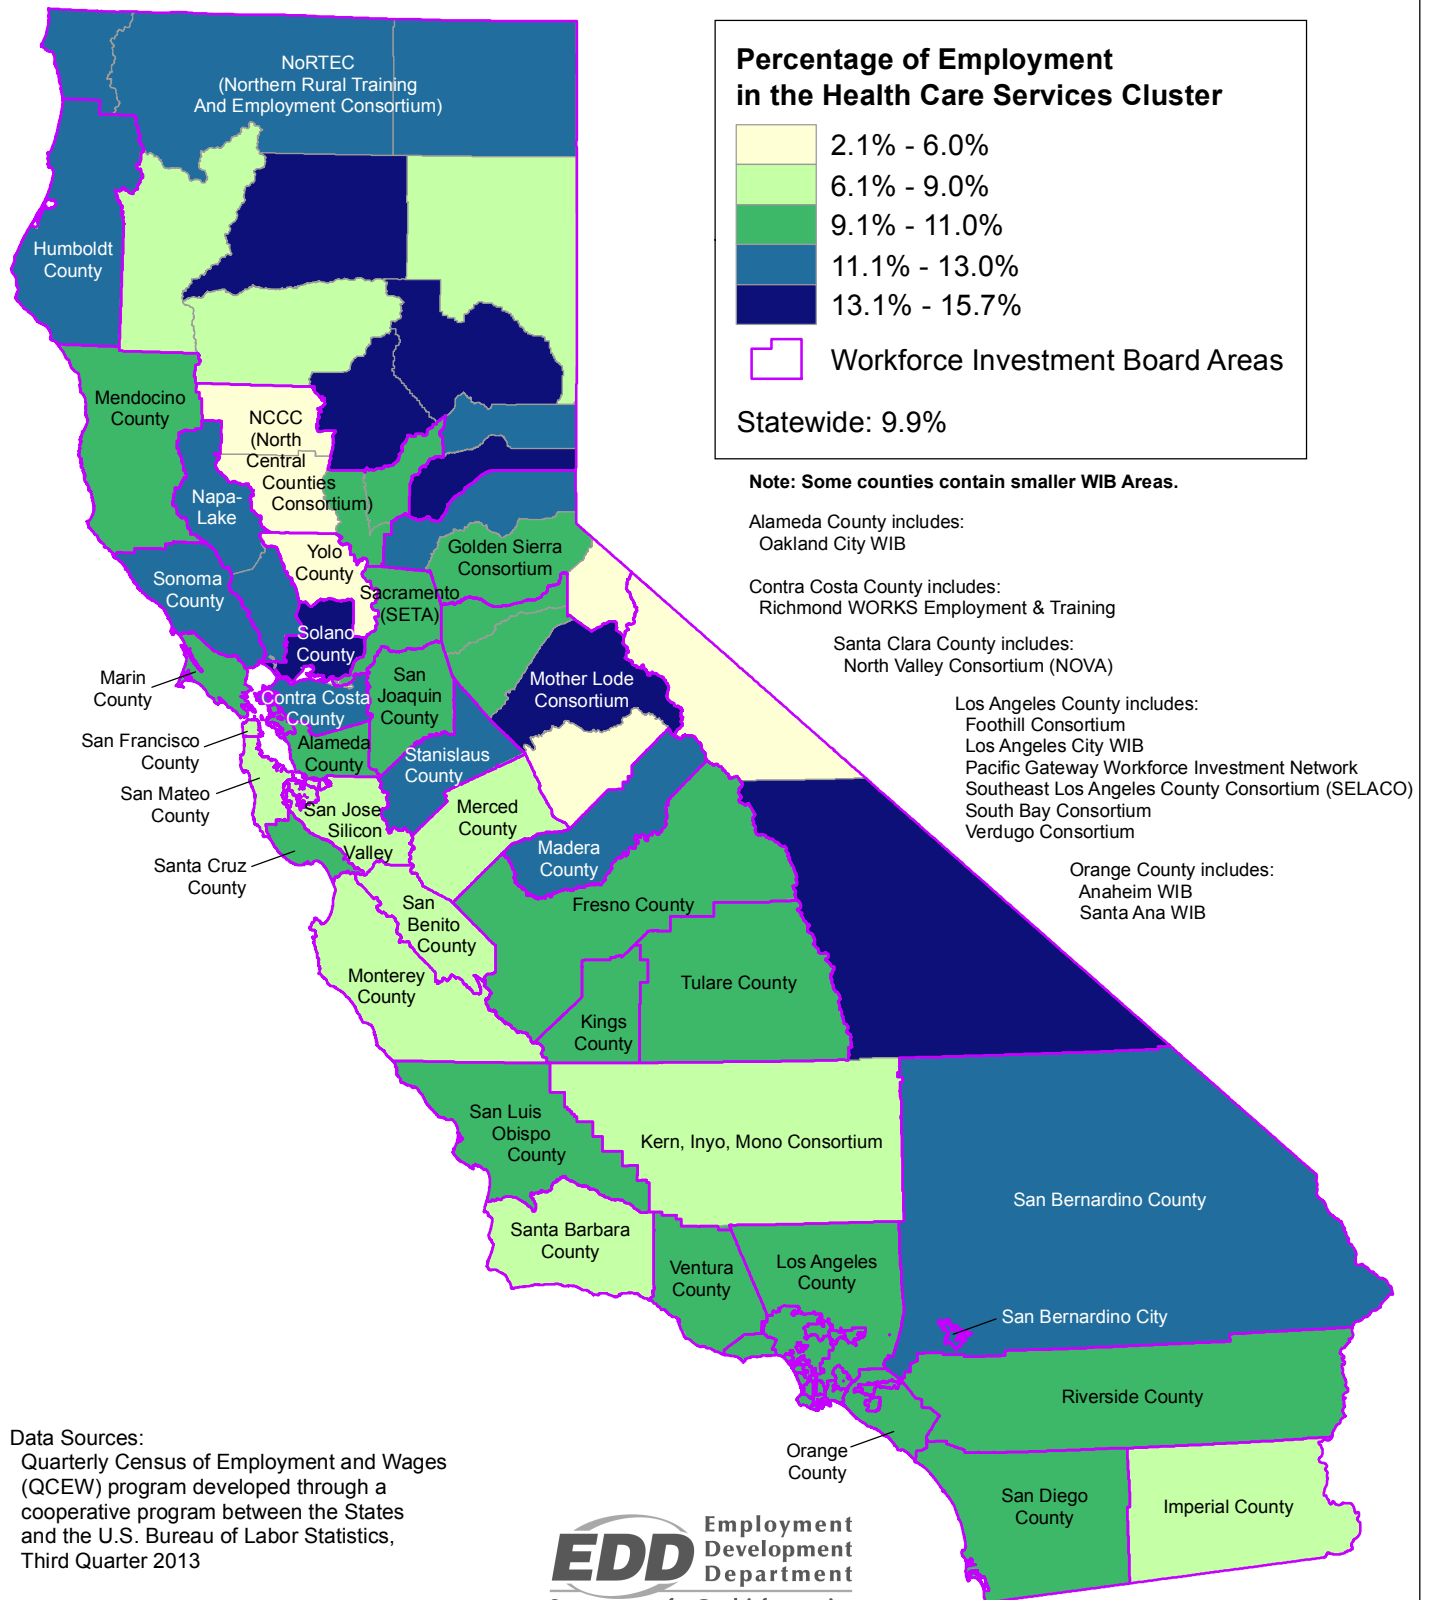 NoRTEC
(Northern Rural Training
And Employment Consortium)
Percentage of Employment
in the Health Care Services Cluster
2.1% - 6.0%
6.1% - 9.0%
9.1% - 11.0%
11.1% - 13.0%
13.1% - 15.7%
Workforce Investment Board Areas
Statewide: 9.9%
Humboldt
County
Mendocino
County
NCCC
(North
Central
Counties
Consortium)
Napa-
Lake
Yolo
County
Golden Sierra
Consortium
Sonoma
County
Sacramento
(SETA)
Solano
County
Marin
County
San
Joaquin
County
Mother Lode
Consortium
Contra Costa
County
San Francisco
County
Alameda
County
Stanislaus
County
San Mateo
County
San Jose
Silicon
Valley
Merced
County
Santa Cruz
County
Madera
County
San
Benito
County
Fresno County
Monterey
County
Tulare County
Kings
County
San Luis
Obispo
County
Kern, Inyo, Mono Consortium
San Bernardino County
Santa Barbara
County
Ventura
County
Los Angeles
County
San Bernardino City
Riverside County
Orange
County
San Diego
County
Imperial County
Note: Some counties contain smaller WIB Areas.
Alameda County includes:
Oakland City WIB
Contra Costa County includes:
Richmond WORKS Employment & Training
Santa Clara County includes:
North Valley Consortium (NOVA)
Los Angeles County includes:
Foothill Consortium
Los Angeles City WIB
Pacific Gateway Workforce Investment Network
Southeast Los Angeles County Consortium (SELACO)
South Bay Consortium
Verdugo Consortium
Orange County includes:
Anaheim WIB
Santa Ana WIB
Data Sources:
Quarterly Census of Employment and Wages
(QCEW) program developed through a
cooperative program between the States
and the U.S. Bureau of Labor Statistics,
Third Quarter 2013
EDD
Employment
Development
Department